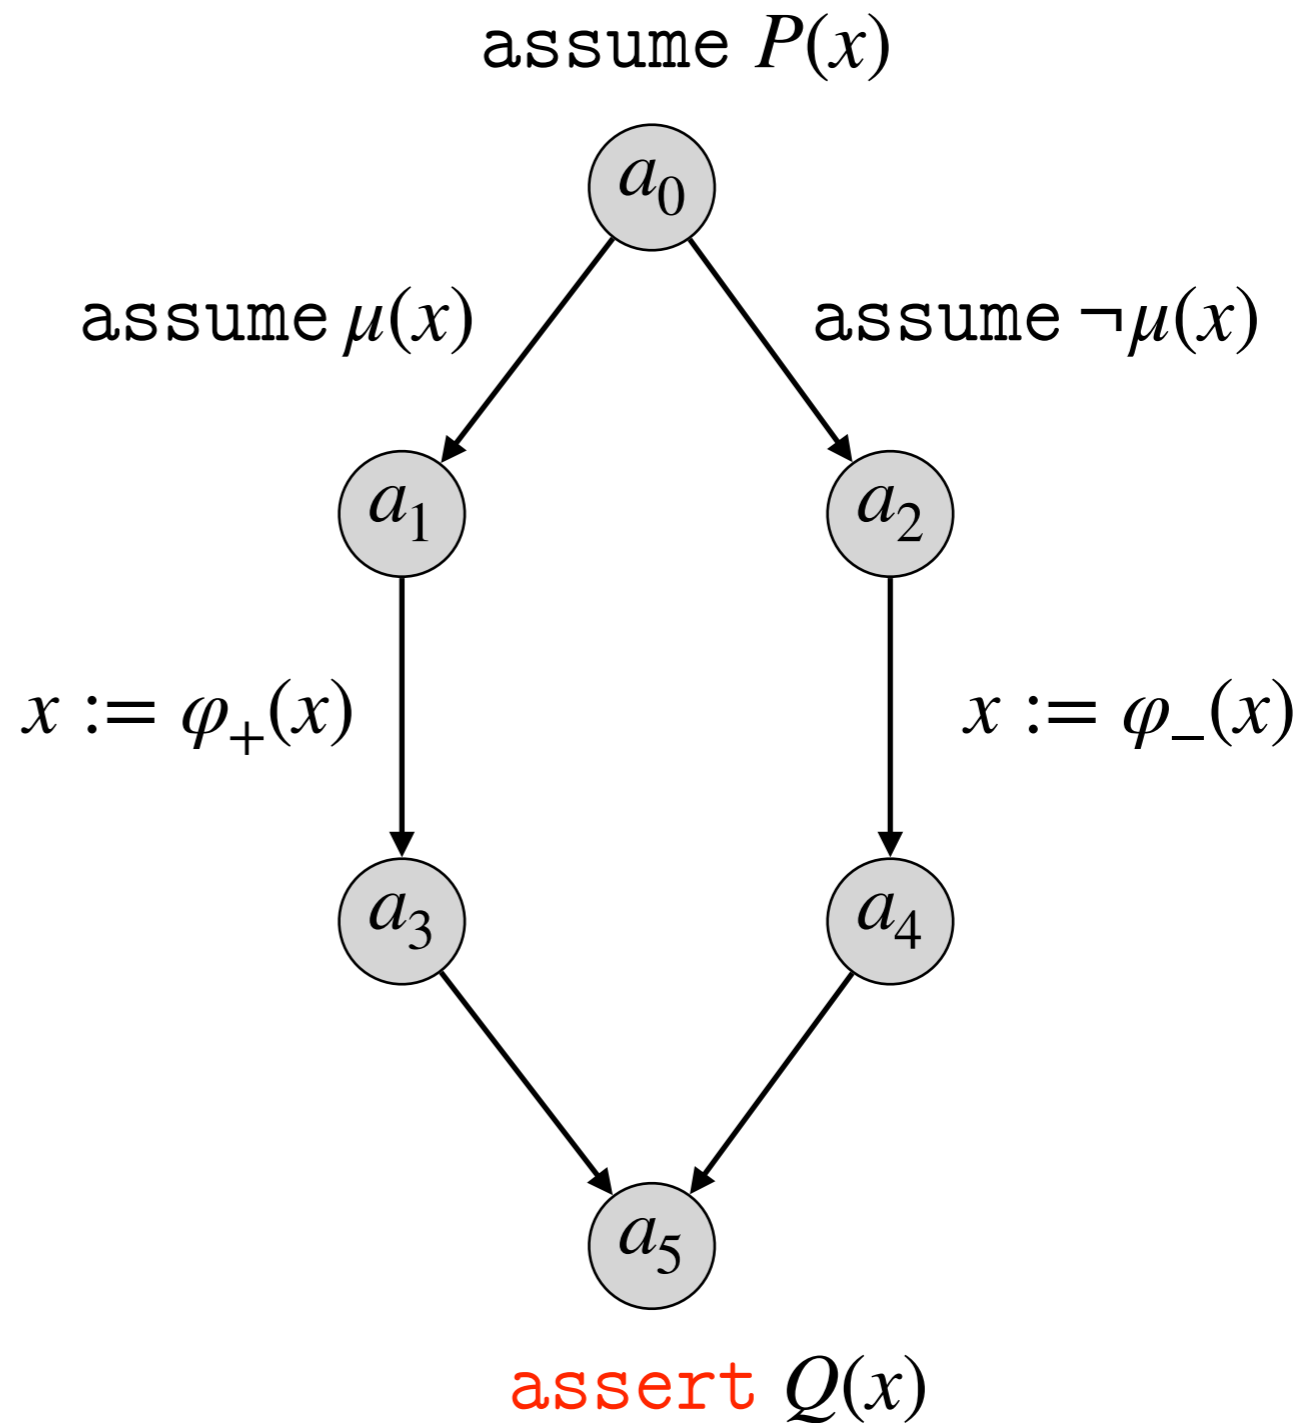 assume P(x)
a₀
assume μ(x)
assume ¬μ(x)
a₁
a₂
x := φ₊(x)
x := φ₋(x)
a₃
a₄
a₅
assert Q(x)